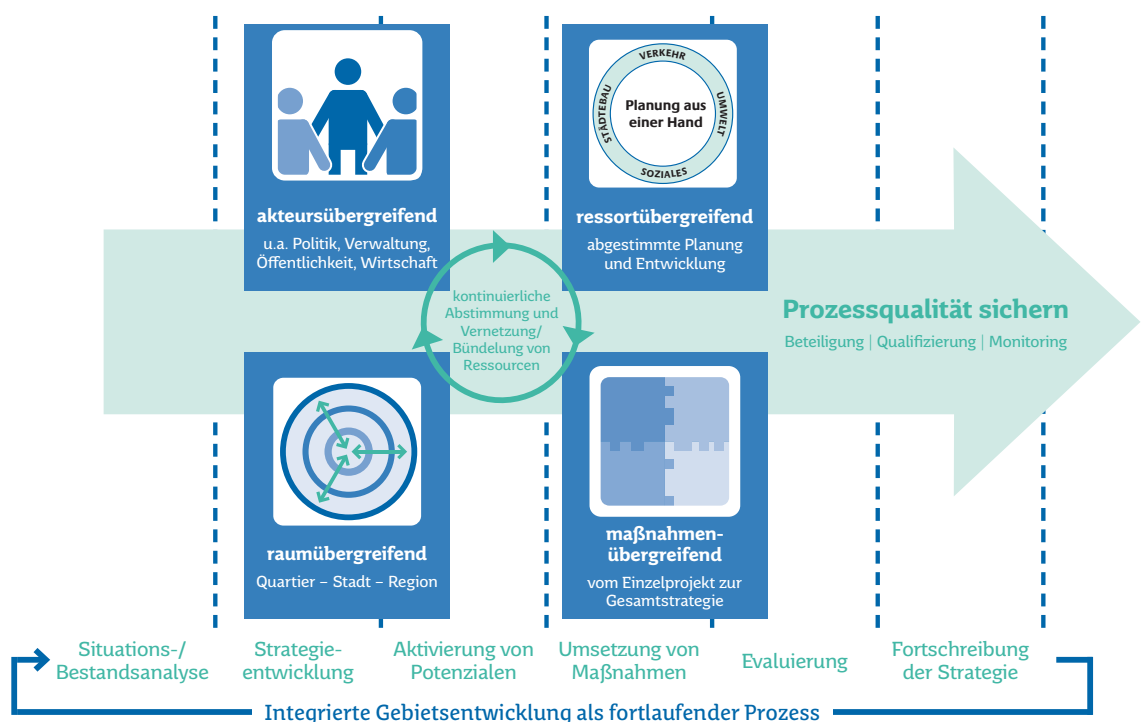 VERKEHR
STÄDTEBAU
UMWELT
SOZIALES
Planung aus
einer Hand
akteursübergreifend
u.a. Politik, Verwaltung,
Öffentlichkeit, Wirtschaft
ressortübergreifend
abgestimmte Planung
und Entwicklung
kontinuierliche
Abstimmung und
Vernetzung/
Bündelung von
Ressourcen
Prozessqualität sichern
Beteiligung | Qualifizierung | Monitoring
raumübergreifend
Quartier – Stadt – Region
maßnahmen-
übergreifend
vom Einzelprojekt zur
Gesamtstrategie
Situations-/
Bestandsanalyse
Strategie-
entwicklung
Aktivierung von
Potenzialen
Umsetzung von
Maßnahmen
Evaluierung
Fortschreibung
der Strategie
Integrierte Gebietsentwicklung als fortlaufender Prozess